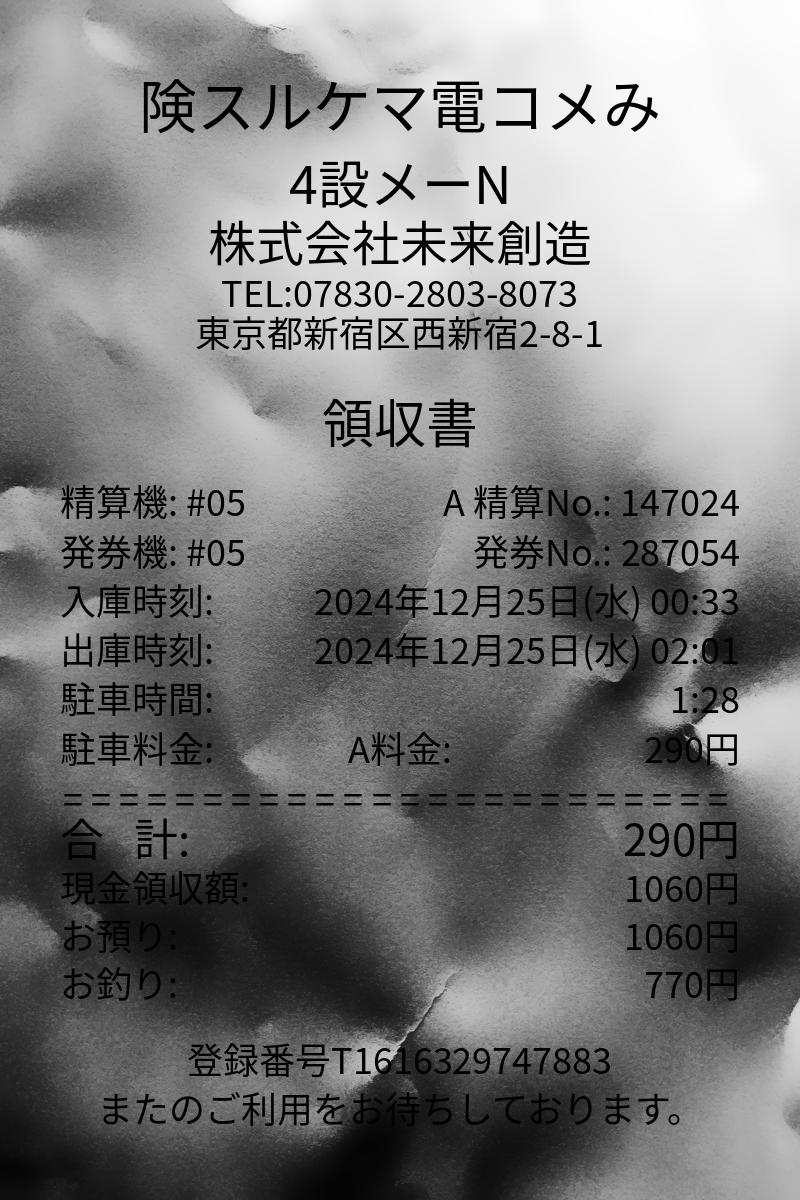 険スルケマ電コメみ
4設メーN
株式会社未来創造
TEL:07830-2803-8073
東京都新宿区西新宿2-8-1
領収書
精算機: #05 A 精算No.: 147024
発券機: #05 発券No.: 287054
入庫時刻: 2024年12月25日(水) 00:33
出庫時刻: 2024年12月25日(水) 02:01
駐車時間: 1:28
駐車料金: A料金: 290円
========================
合 計: 290円
現金領収額: 1060円
お預り: 1060円
お釣り: 770円
登録番号T1616329747883
またのご利用をお待ちしております。